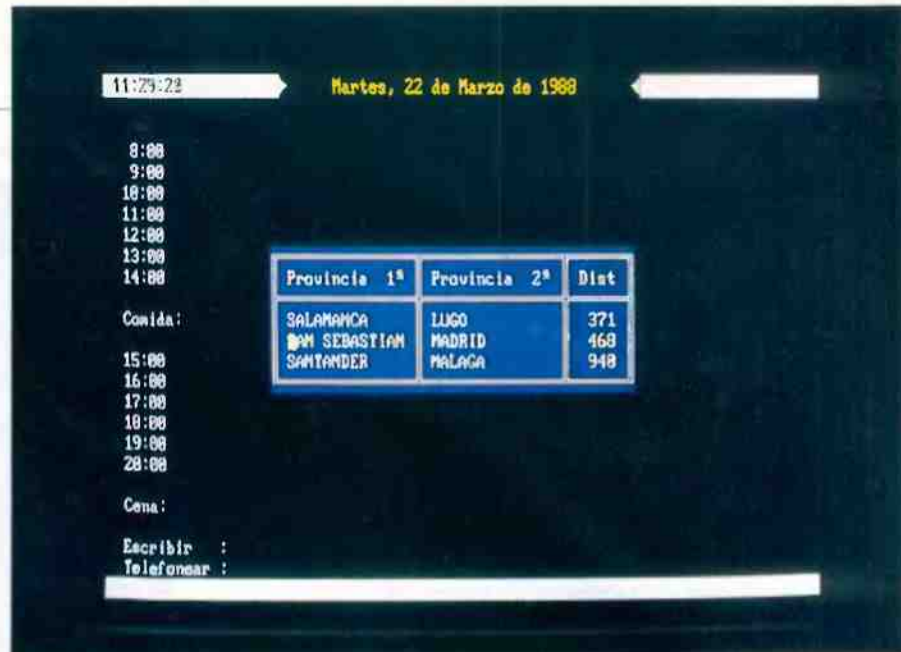 11:29:28
Martes, 22 de Marzo de 1988
8:00
9:00
10:00
11:00
12:00
13:00
14:00
Comida:
15:00
16:00
17:00
18:00
19:00
20:00
Cena:
Escribir :
Telefonear :
Provincia 1ª Provincia 2ª Dist
SALAMANCA LUGO 371
SAN SEBASTIAN MADRID 468
SANTANDER MALAGA 940